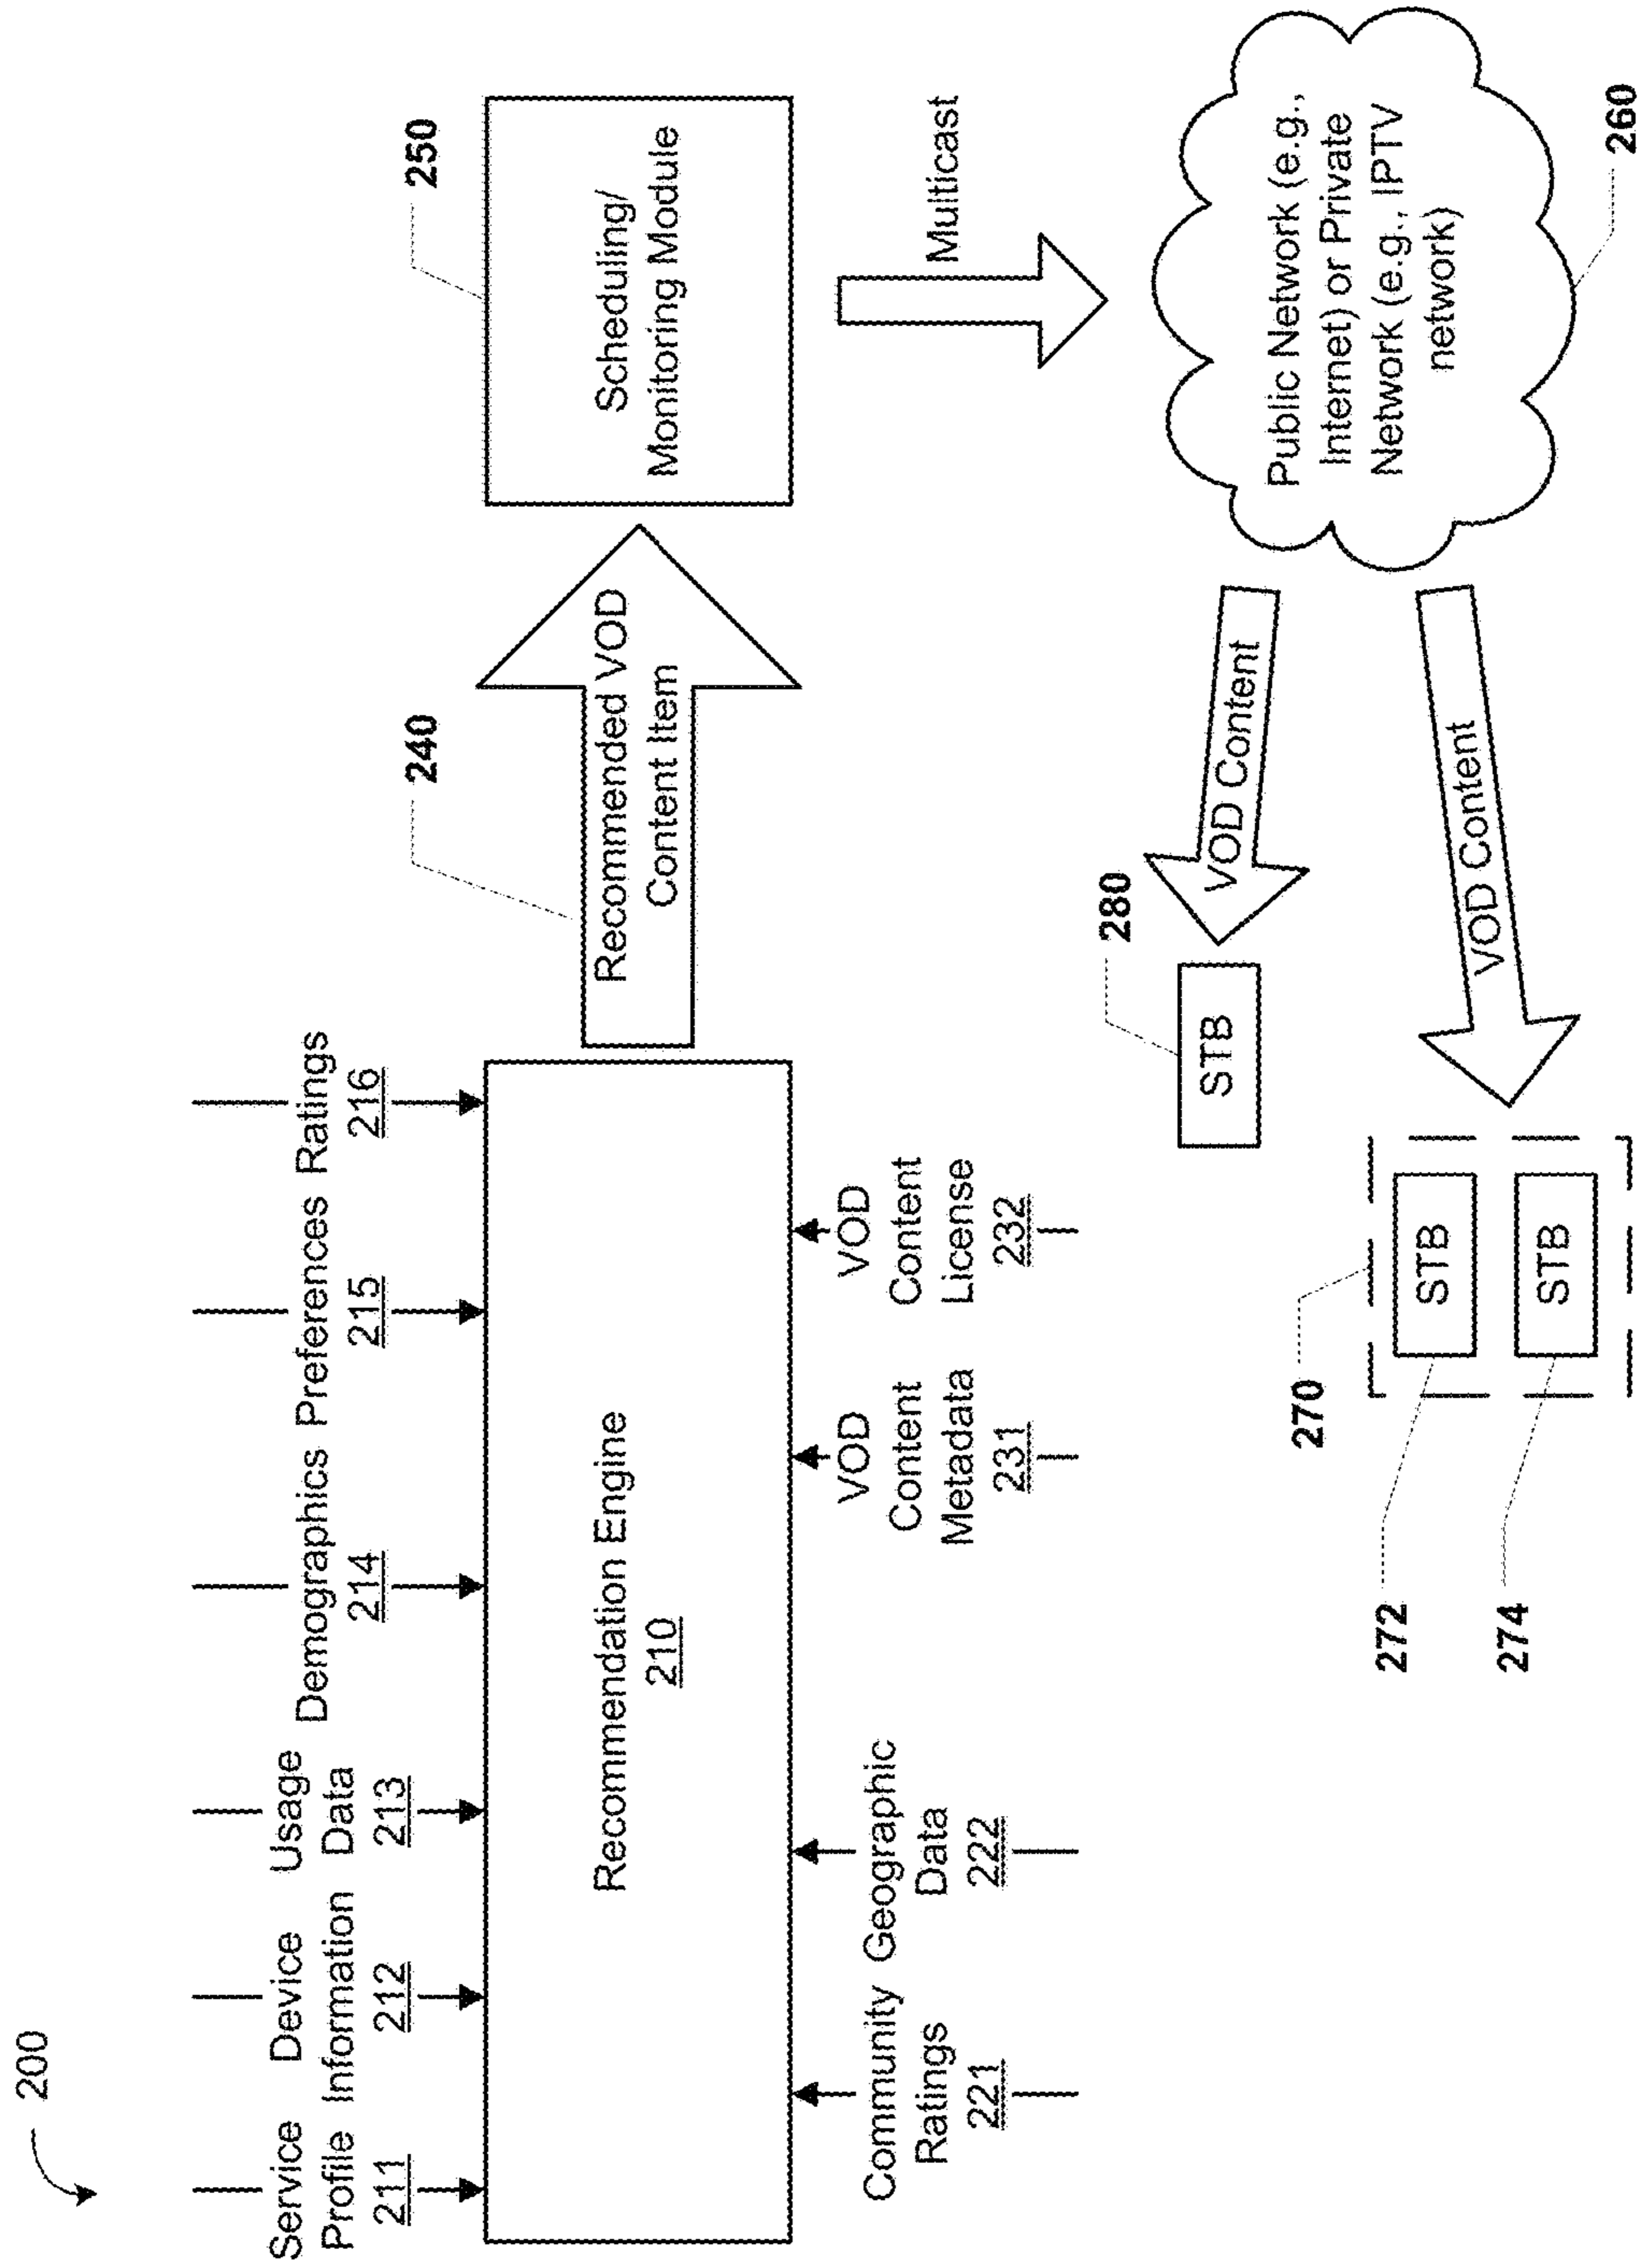 200
Service
Profile
211
Device
Information
212
Usage
Data
213
Demographics
214
Preferences
215
Ratings
216
Recommendation Engine
210
Community
Ratings
221
Geographic
Data
222
VOD
Content
Metadata
231
VOD
Content
License
232
240
Recommended VOD
Content Item
250
Scheduling/
Monitoring Module
Multicast
Public Network (e.g.,
Internet) or Private
Network (e.g., IPTV
network)
260
VOD Content
280
STB
VOD Content
270
STB
STB
272
274